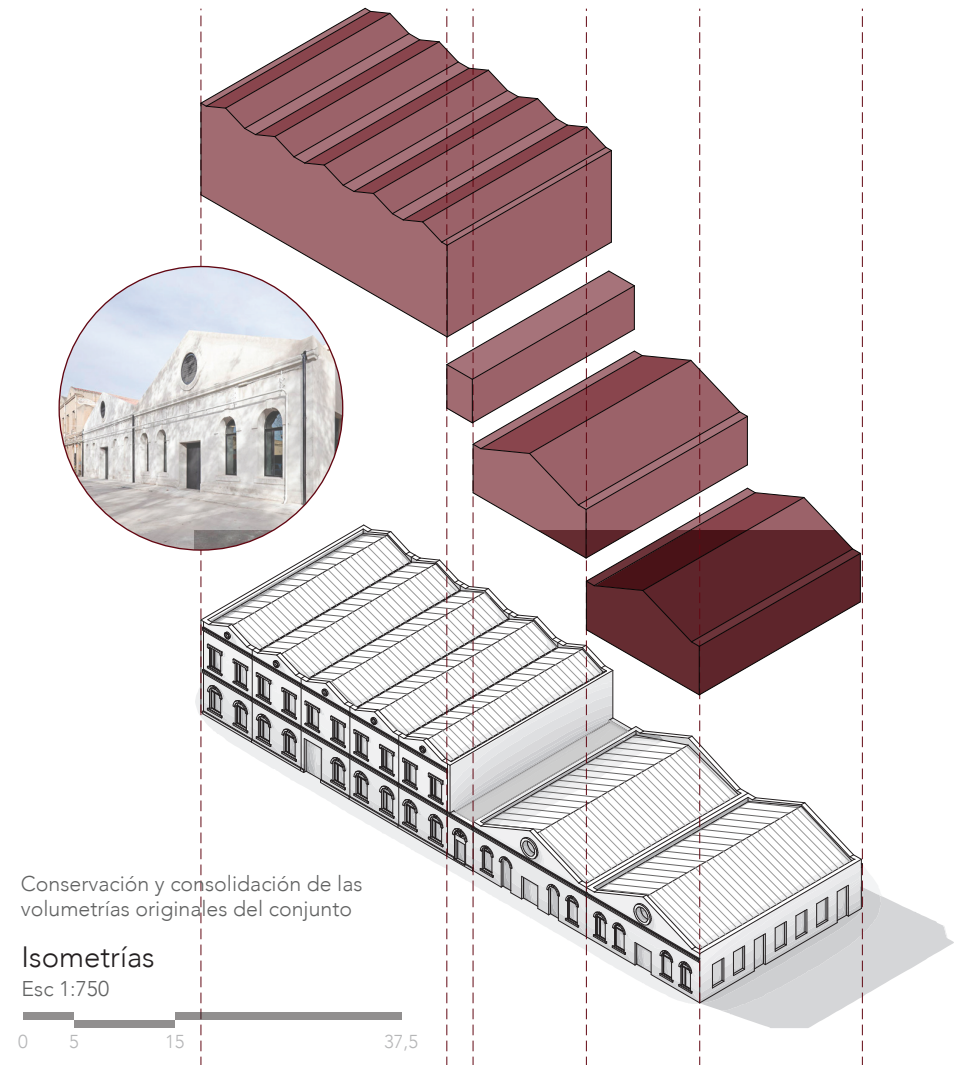 Conservación y consolidación de las
volumetrías originales del conjunto
Isometrías
Esc 1:750
0 5 15 37,5